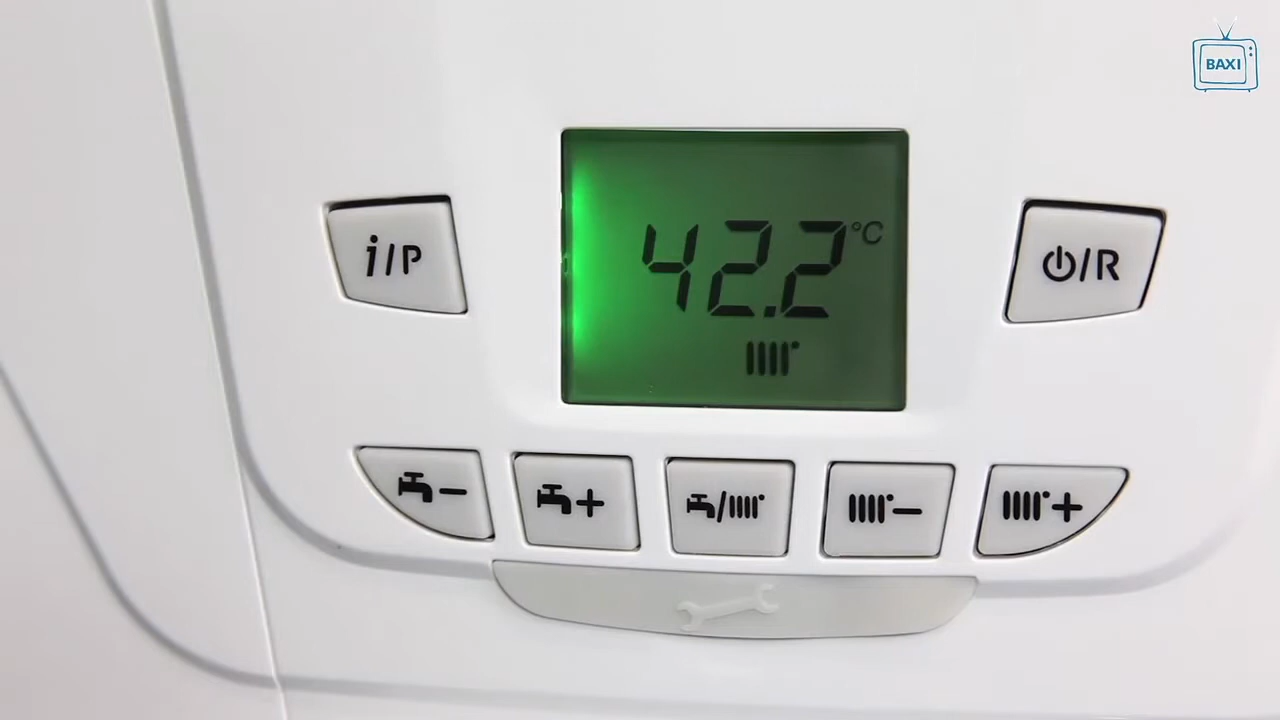 BAXI
42.2 °C
i/P
/R
-
+
/
-
+